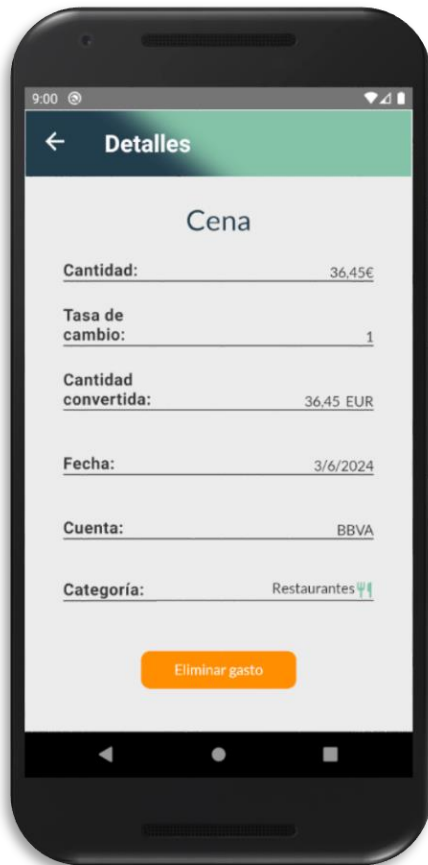 9:00
Detalles
Cena
Cantidad: 36,45€
Tasa de
cambio: 1
Cantidad
convertida: 36,45 EUR
Fecha: 3/6/2024
Cuenta: BBVA
Categoría: Restaurantes
Eliminar gasto